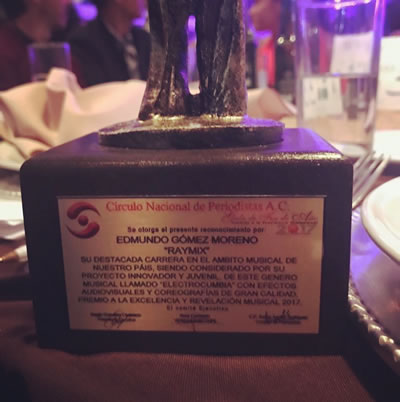 Círculo Nacional de Periodistas A.C.
Se otorga el presente reconocimiento por:
2017
EDMUNDO GÓMEZ MORENO
"RAYMIX"
SU DESTACADA CARRERA EN EL AMBITO MUSICAL DE
NUESTRO PAÍS, SIENDO CONSIDERADO POR SU
PROYECTO INNOVADOR Y JUVENIL, DE ESTE GENERO
MUSICAL LLAMADO "ELECTROCUMBIA" CON EFECTOS
AUDIOVISUALES Y COREOGRAFIAS DE GRAN CALIDAD,
PREMIO A LA EXCELENCIA Y REVELACIÓN MUSICAL 2017.
El comité Ejecutivo